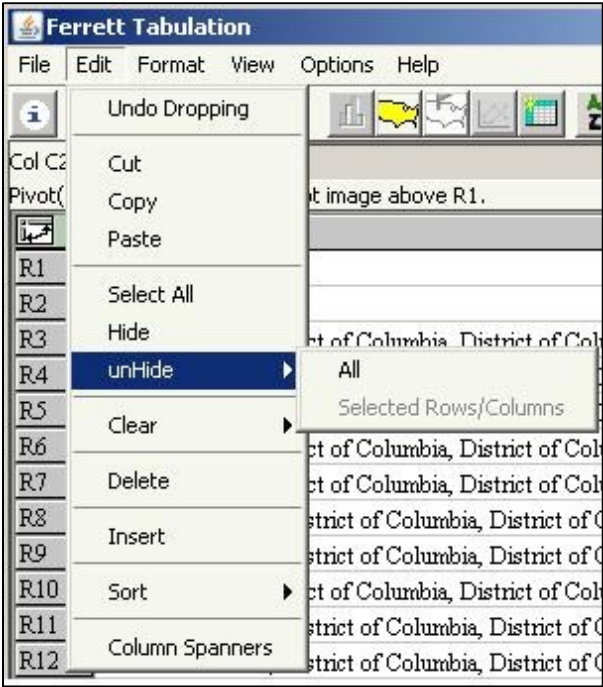 Ferrett Tabulation
File Edit Format View Options Help
Undo Dropping
Col C2
Cut
Pivot( Copy t image above R1.
Paste
R1
R2 Select All
R3 Hide ct of Columbia, District of Col
R4 unHide All
R5 Selected Rows/Columns
Clear
R6 ct of Columbia, District of Col
R7 Delete ct of Columbia, District of Col
R8 strict of Columbia, District of C
Insert
R9 strict of Columbia, District of C
R10 Sort ct of Columbia, District of Col
R11 strict of Columbia, District of C
Column Spanners
R12 strict of Columbia, District of C